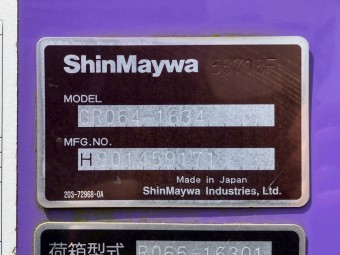 ShinMaywa
MODEL
CR064-1634
MFG.NO.
H
Made in Japan
ShinMaywa Industries, Ltd.
203-72968-0A
荷箱型式 R065-16301